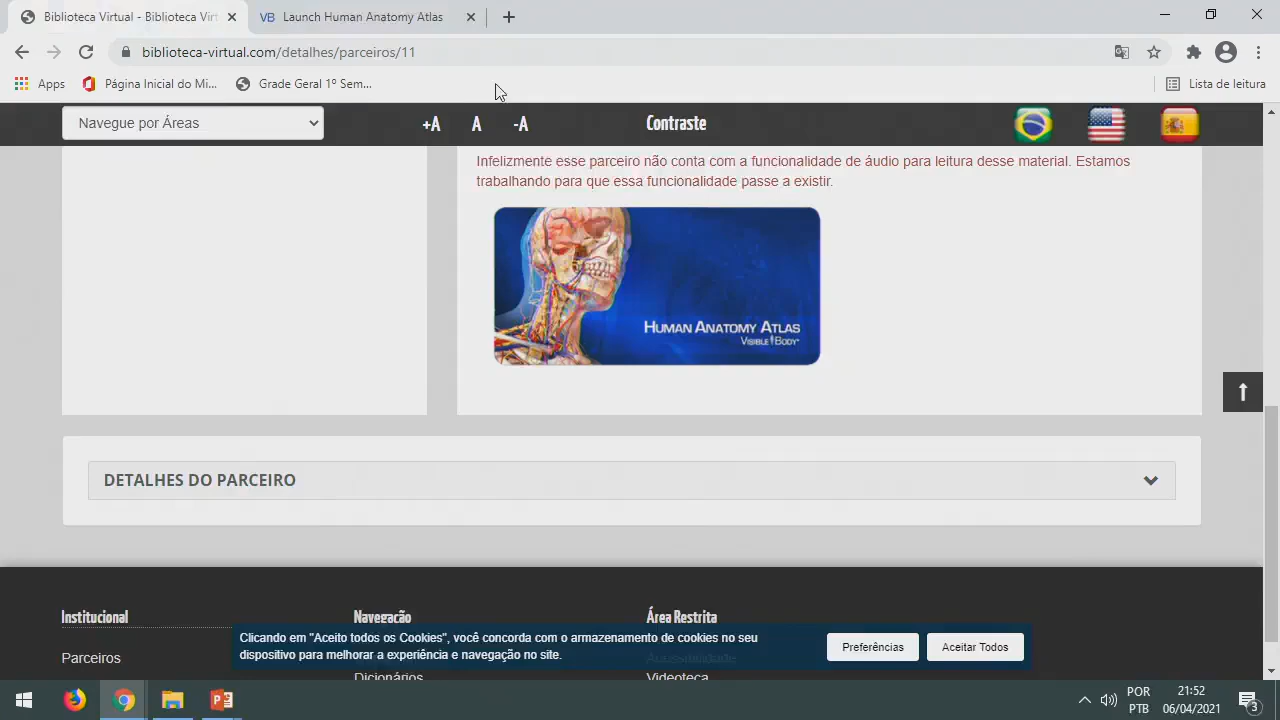 Biblioteca Virtual - Biblioteca Virt
VB Launch Human Anatomy Atlas
biblioteca-virtual.com/detalhes/parceiros/11
Apps
Página Inicial do Mi...
Grade Geral 1º Sem...
Lista de leitura
Navegue por Áreas
+A A -A
Contraste
Infelizmente esse parceiro não conta com a funcionalidade de áudio para leitura desse material. Estamos
trabalhando para que essa funcionalidade passe a existir.
HUMAN ANATOMY ATLAS
VISIBLE BODY
DETALHES DO PARCEIRO
Institucional
Navegação
Área Restrita
Clicando em "Aceito todos os Cookies", você concorda com o armazenamento de cookies no seu
dispositivo para melhorar a experiência e navegação no site.
Preferências
Aceitar Todos
Parceiros
Acessibilidade
Dicionários
Videoteca
POR
PTB
21:52
06/04/2021
3